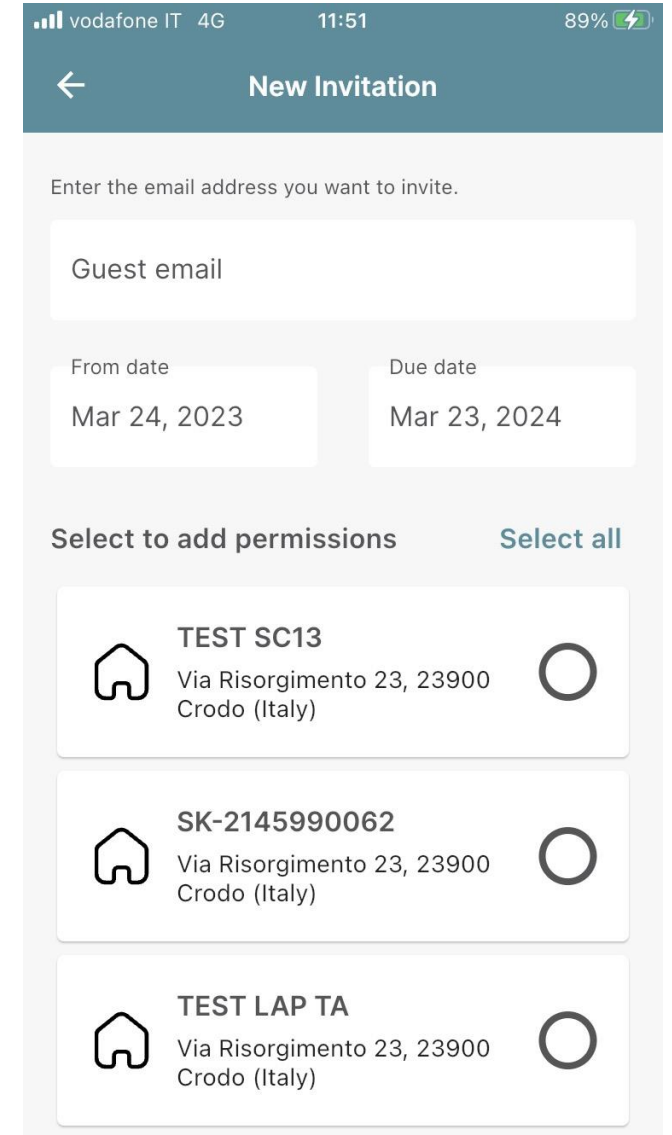 vodafone IT 4G 11:51 89%
New Invitation
Enter the email address you want to invite.
Guest email
From date Due date
Mar 24, 2023 Mar 23, 2024
Select to add permissions Select all
TEST SC13
Via Risorgimento 23, 23900
Crodo (Italy)
SK-2145990062
Via Risorgimento 23, 23900
Crodo (Italy)
TEST LAP TA
Via Risorgimento 23, 23900
Crodo (Italy)